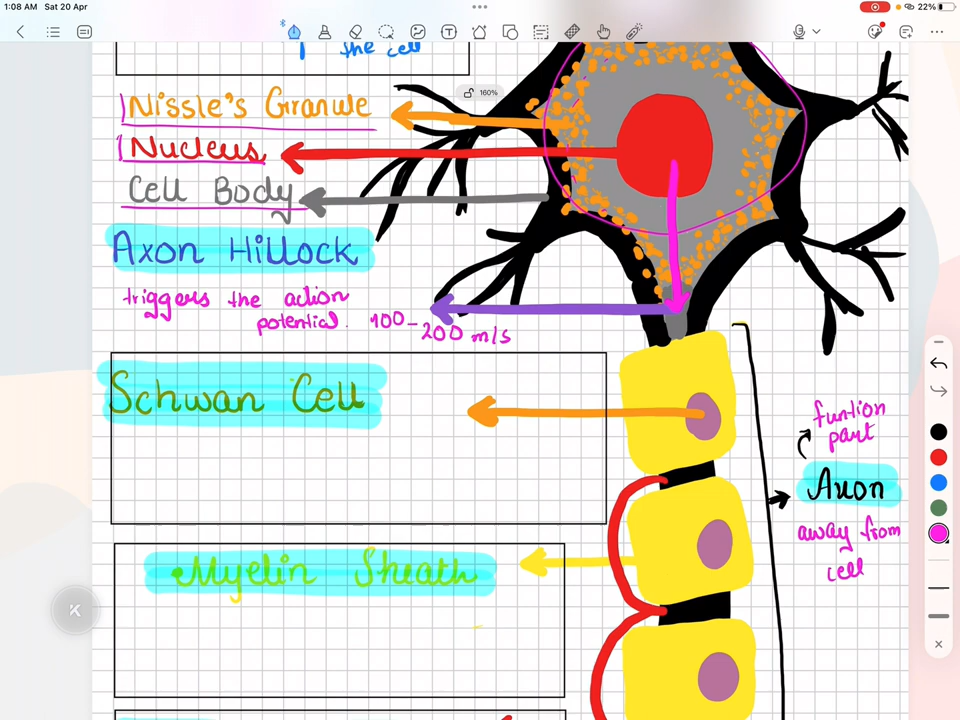 1:08 AM Sat 20 Apr
22%
the cell
160%
Nissle's Granule
Nucleus
Cell Body
Axon Hillock
triggers the action
potential. 100-200 m/s
Schwan Cell
funtion
part
Axon
away from
cell
Myelin Sheath